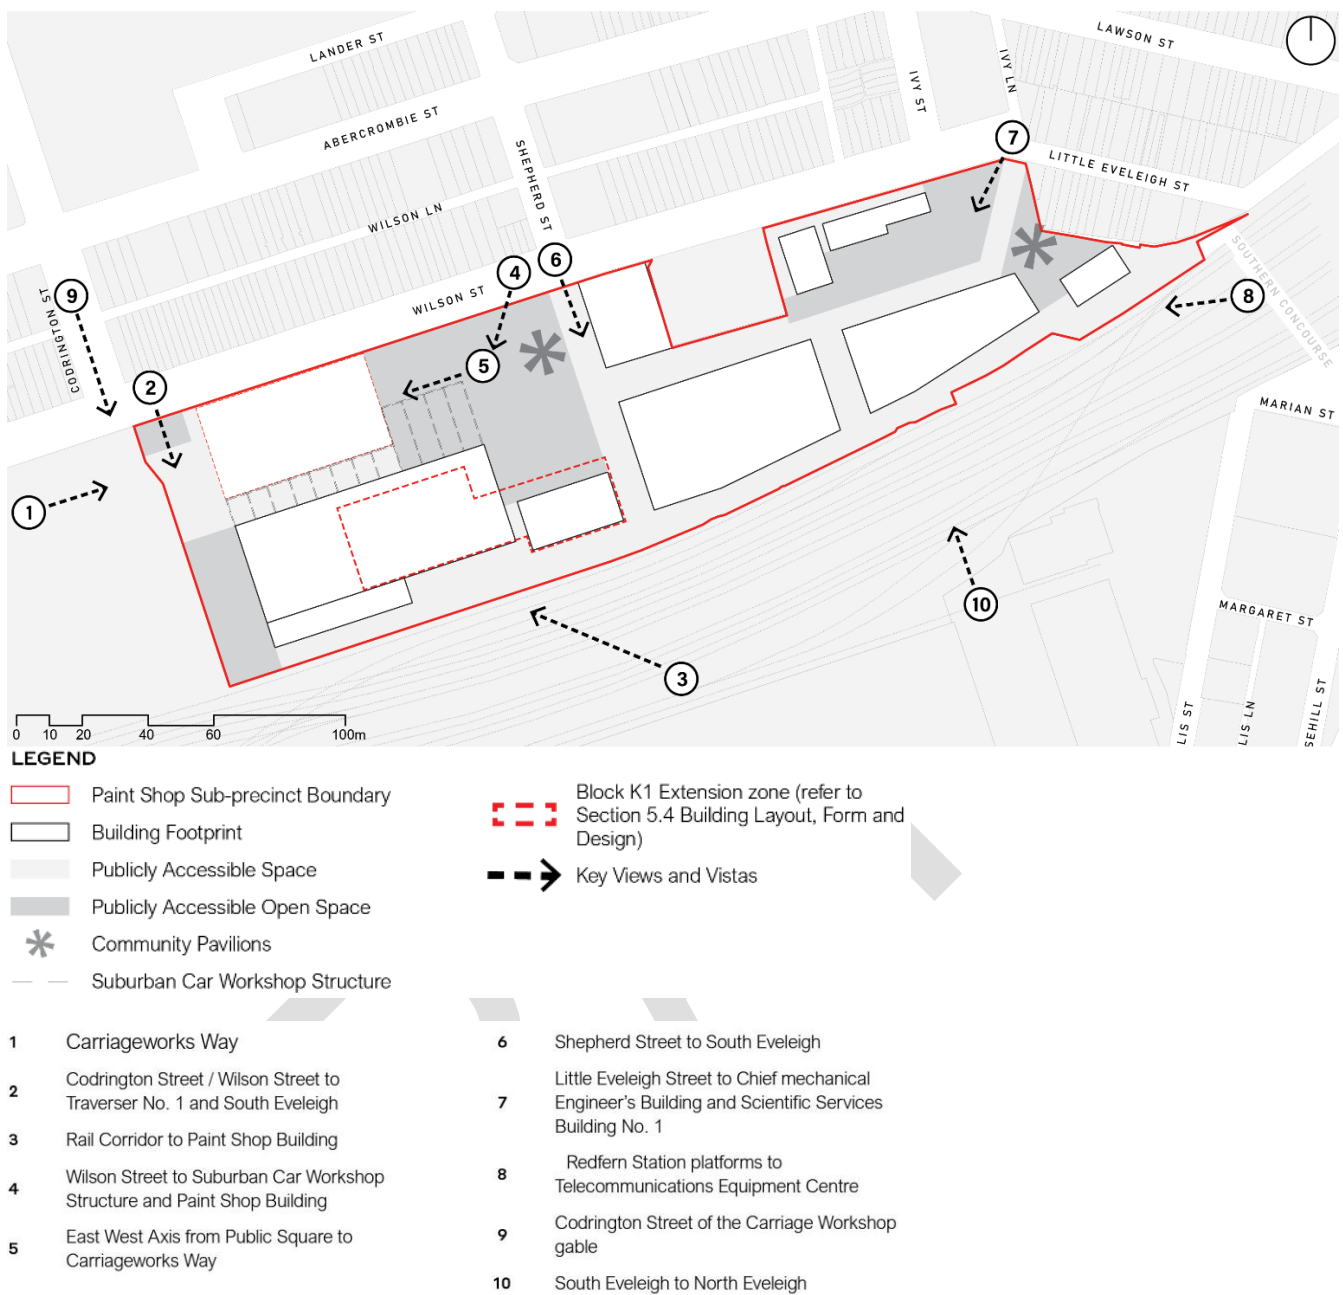 LANDER ST
LAWSON ST
IVY LN
IVY ST
ABERCROMBIE ST
SHEPHERD ST
7
LITTLE EVELEIGH ST
WILSON LN
SOUTHERN CONCOURSE
6
4
9
CODRINGTON ST
WILSON ST
8
5
2
MARIAN ST
1
10
MARGARET ST
3
LIS ST
LIS LN
SEHILL ST
0 10 20 40 60 100m
LEGEND
Paint Shop Sub-precinct Boundary
Building Footprint
Publicly Accessible Space
Publicly Accessible Open Space
Community Pavilions
Suburban Car Workshop Structure
Block K1 Extension zone (refer to
Section 5.4 Building Layout, Form and
Design)
Key Views and Vistas
1 Carriageworks Way
2 Codrington Street / Wilson Street to
Traverser No. 1 and South Eveleigh
3 Rail Corridor to Paint Shop Building
4 Wilson Street to Suburban Car Workshop
Structure and Paint Shop Building
5 East West Axis from Public Square to
Carriageworks Way
6 Shepherd Street to South Eveleigh
7 Little Eveleigh Street to Chief mechanical
Engineer's Building and Scientific Services
Building No. 1
8 Redfern Station platforms to
Telecommunications Equipment Centre
9 Codrington Street of the Carriage Workshop
gable
10 South Eveleigh to North Eveleigh